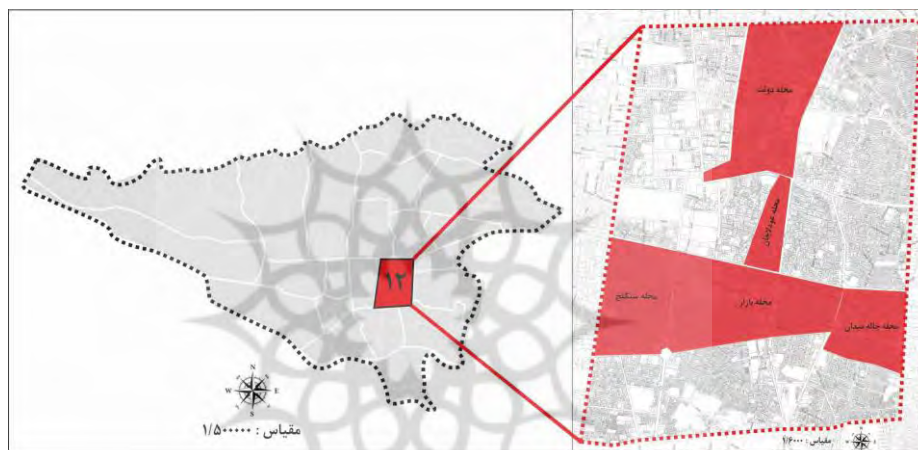 ۱۲
N
W E
S
مقیاس : ۱/۵۰۰۰۰۰
محله دولت
محله عودلاجان
محله سنگلج
محله بازار
محله چاله میدان
مقیاس : ۱/۶۰۰۰